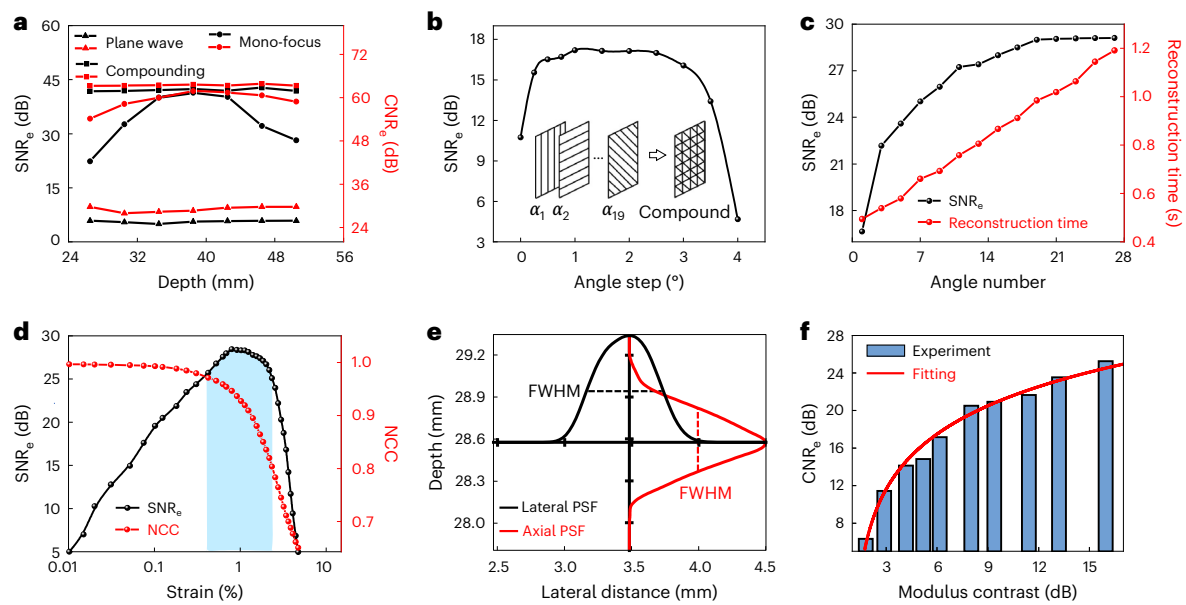 a
60
45
30
15
0
SNRe (dB)
Plane wave
Mono-focus
Compounding
72
60
48
36
24
CNRe (dB)
24
32
40
48
56
Depth (mm)
b
18
15
12
9
6
3
SNRe (dB)
α1 α2 ... α19 Compound
0
1
2
3
4
Angle step (°)
c
30
27
24
21
18
SNRe (dB)
SNRe
Reconstruction time
1.2
1.0
0.8
0.6
0.4
Reconstruction time (s)
0
7
14
21
28
Angle number
d
30
25
20
15
10
5
SNRe (dB)
SNRe
NCC
1.0
0.9
0.8
0.7
NCC
0.01
0.1
1
10
Strain (%)
e
29.2
28.9
28.6
28.3
28.0
Depth (mm)
FWHM
FWHM
Lateral PSF
Axial PSF
2.5
3.0
3.5
4.0
4.5
Lateral distance (mm)
f
28
24
20
16
12
8
CNRe (dB)
Experiment
Fitting
3
6
9
12
15
Modulus contrast (dB)